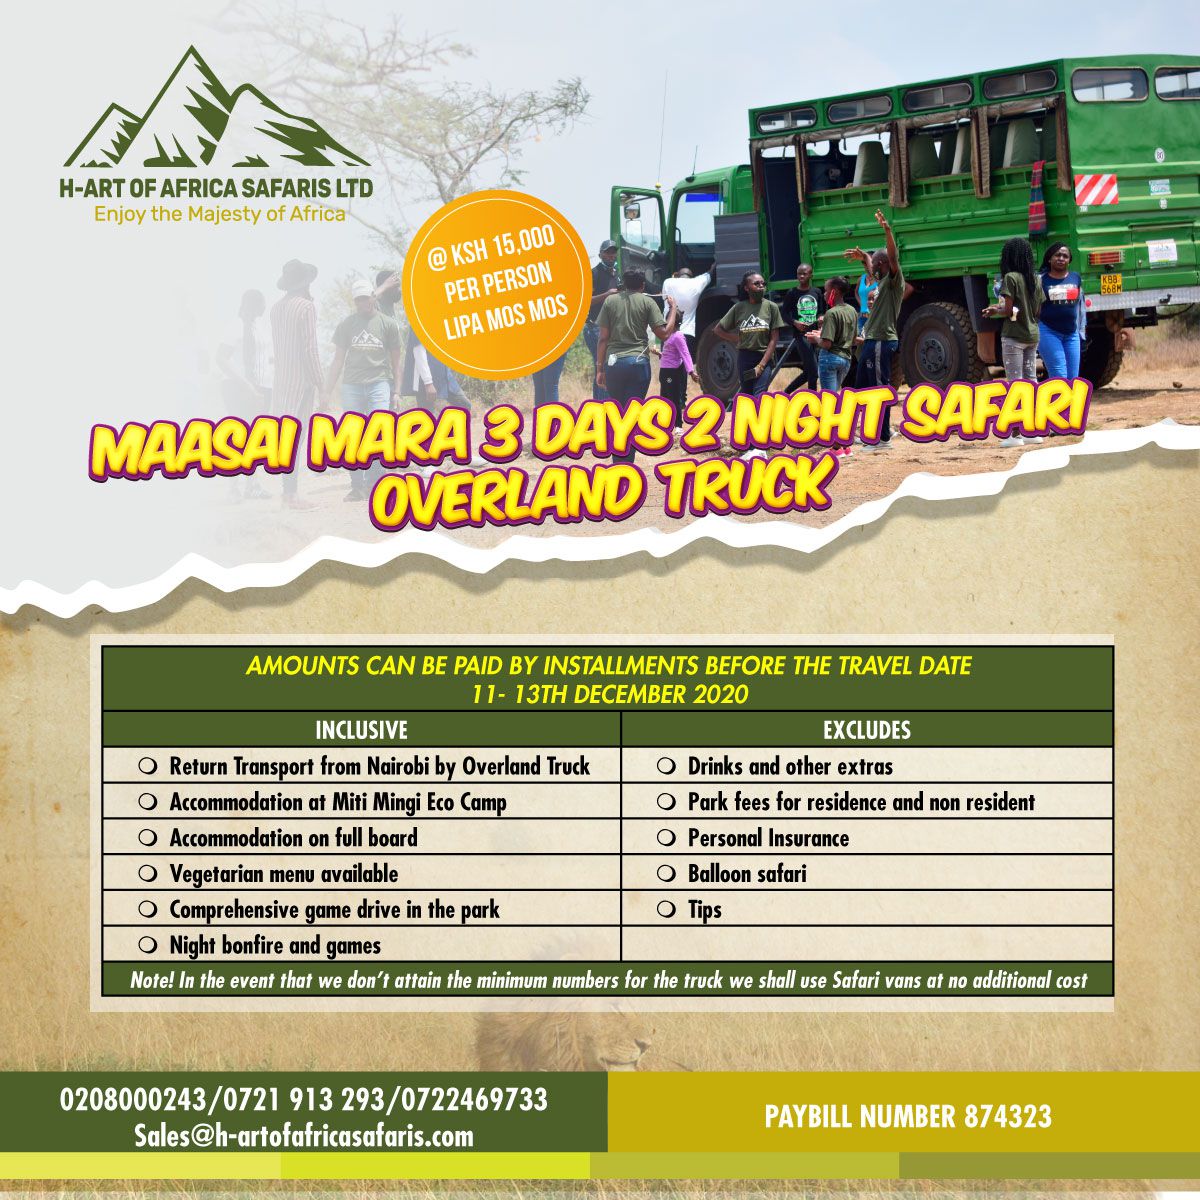 H-ART OF AFRICA SAFARIS LTD
Enjoy the Majesty of Africa
@ KSH 15,000
PER PERSON
LIPA MOS MOS
KBB
568M
MAASAI MARA 3 DAYS 2 NIGHT SAFARI
OVERLAND TRUCK
AMOUNTS CAN BE PAID BY INSTALLMENTS BEFORE THE TRAVEL DATE
11- 13TH DECEMBER 2020
INCLUSIVE
EXCLUDES
Return Transport from Nairobi by Overland Truck
Drinks and other extras
Accommodation at Miti Mingi Eco Camp
Park fees for residence and non resident
Accommodation on full board
Personal Insurance
Vegetarian menu available
Balloon safari
Comprehensive game drive in the park
Tips
Night bonfire and games
Note! In the event that we don't attain the minimum numbers for the truck we shall use Safari vans at no additional cost
0208000243/0721 913 293/0722469733
Sales@h-artofafricasafaris.com
PAYBILL NUMBER 874323